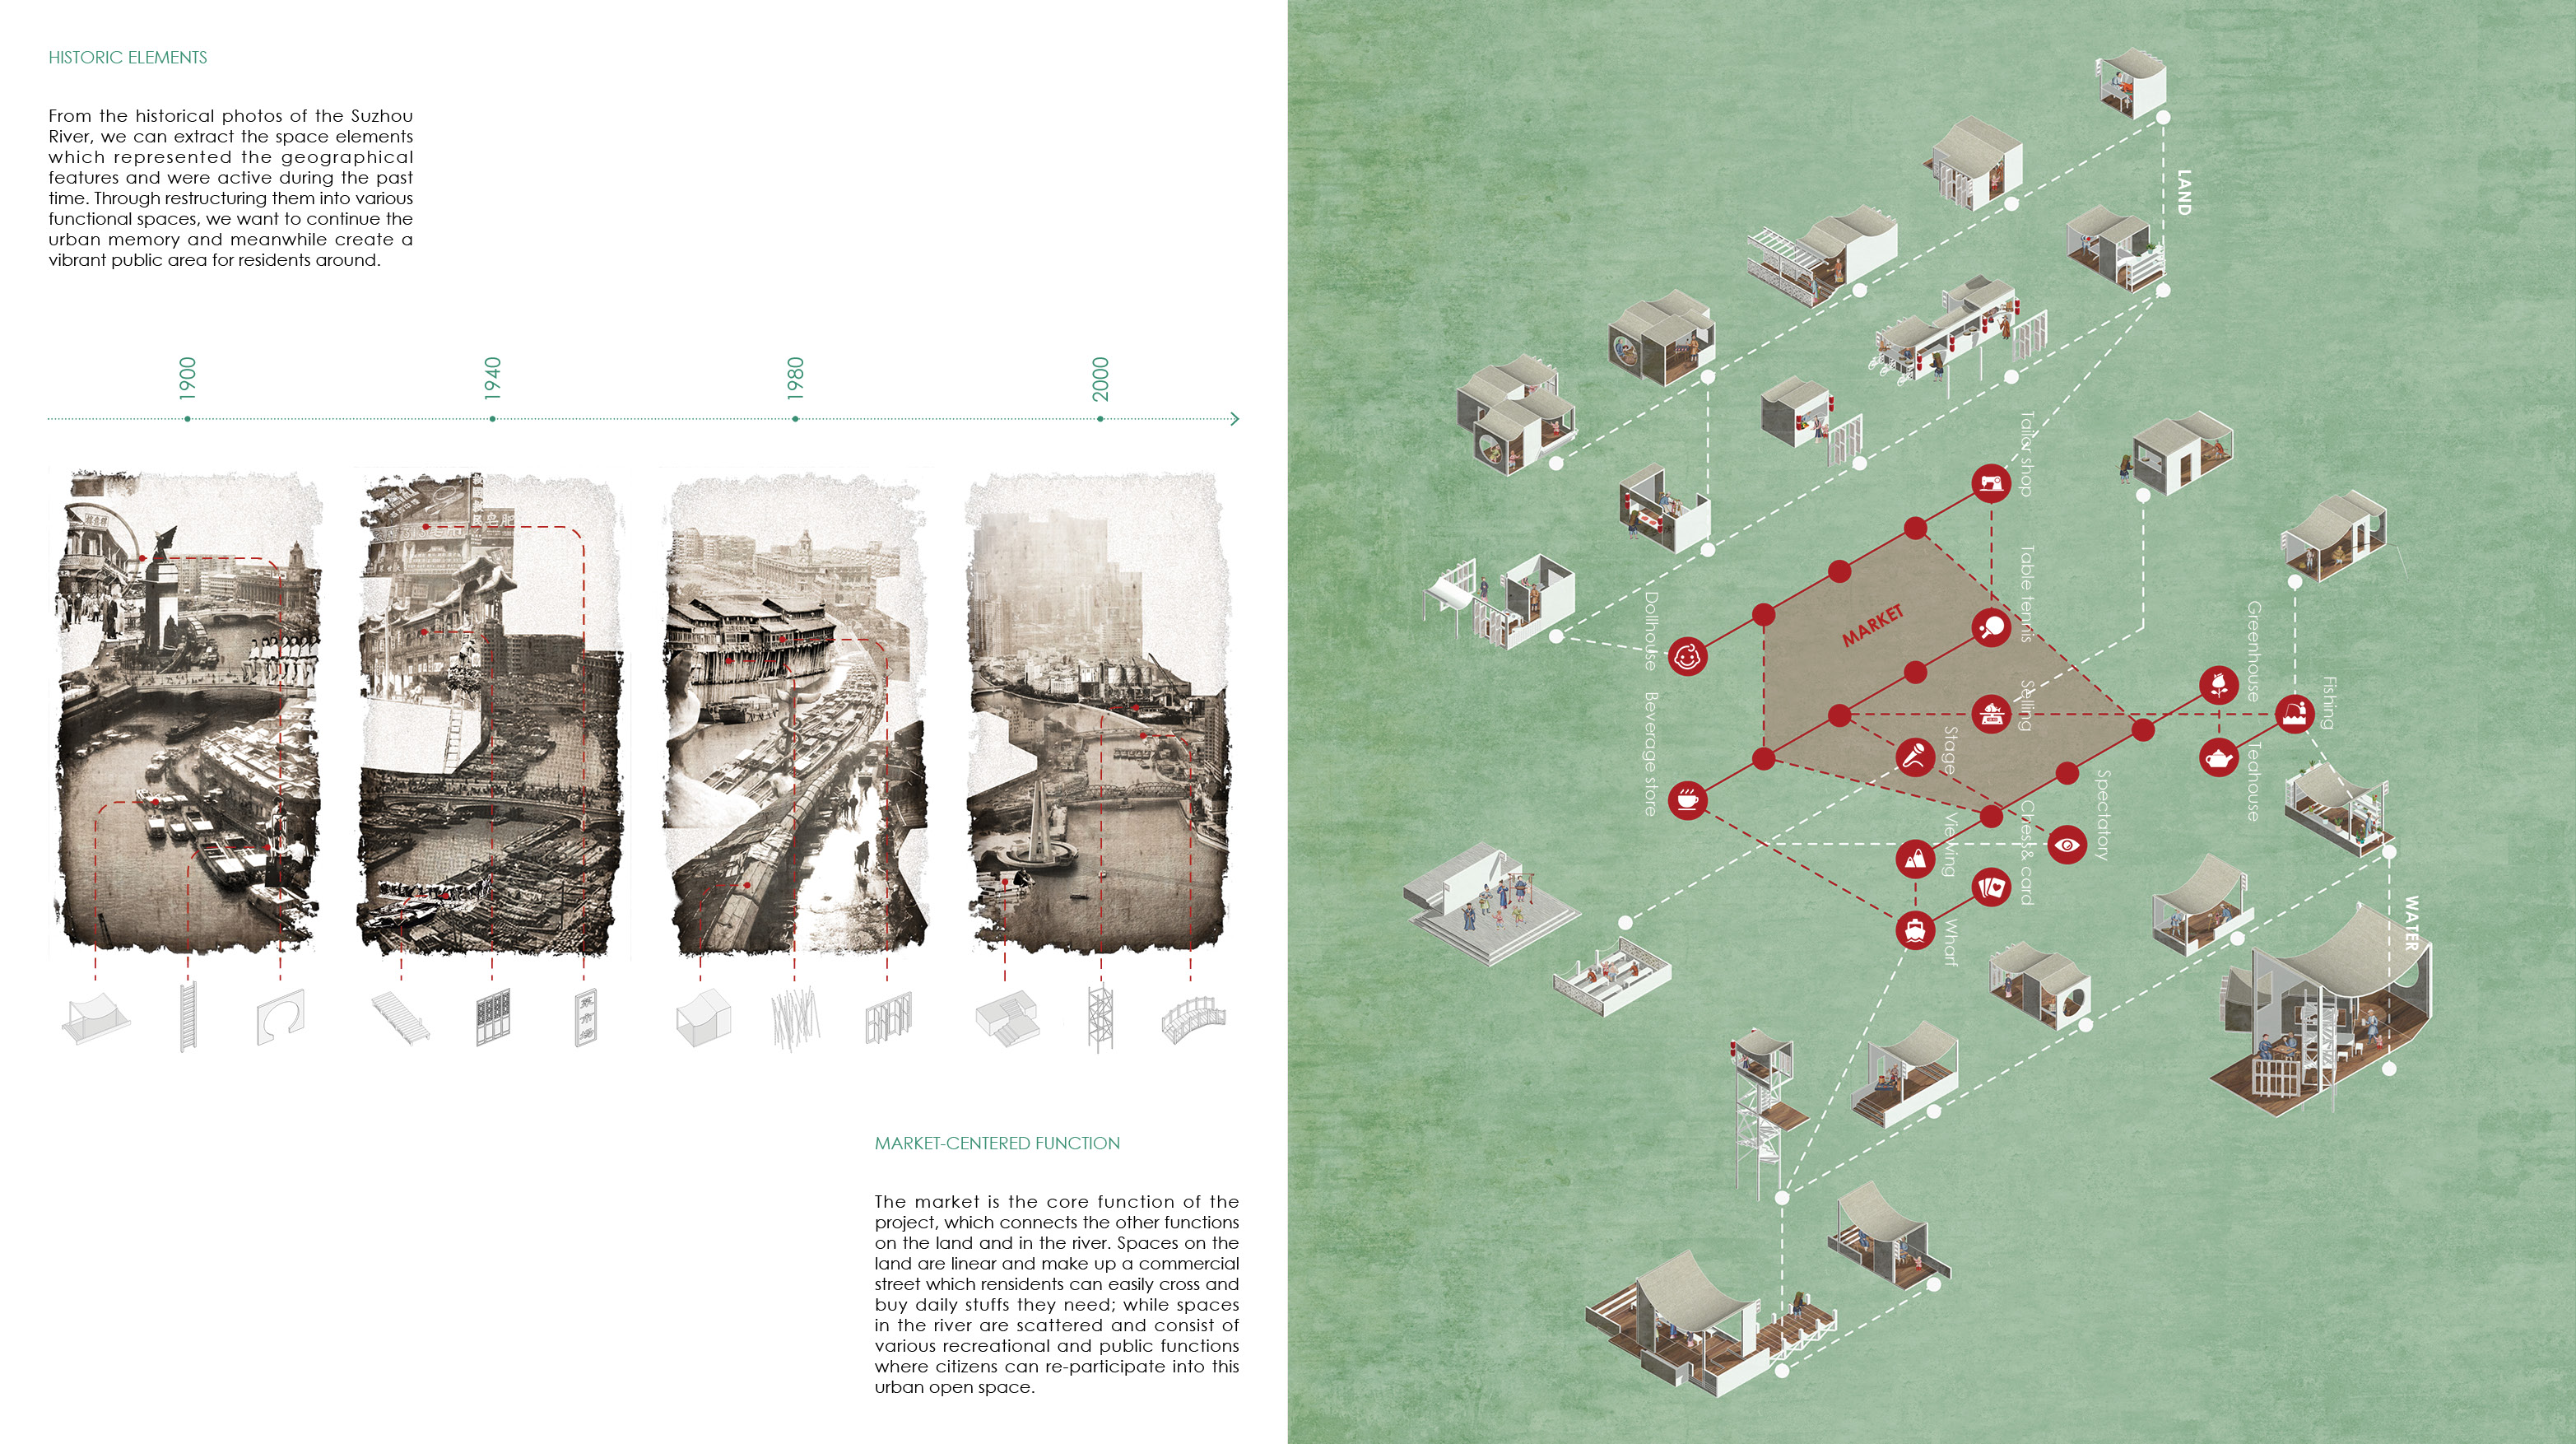 HISTORIC ELEMENTS
From the historical photos of the Suzhou
River, we can extract the space elements
which represented the geographical
features and were active during the past
time. Through restructuring them into various
functional spaces, we want to continue the
urban memory and meanwhile create a
vibrant public area for residents around.
1900
1940
1980
2000
民皂肥
MARKET-CENTERED FUNCTION
The market is the core function of the
project, which connects the other functions
on the land and in the river. Spaces on the
land are linear and make up a commercial
street which rensidents can easily cross and
buy daily stuffs they need; while spaces
in the river are scattered and consist of
various recreational and public functions
where citizens can re-participate into this
urban open space.
LAND
Tailor shop
Table tennis
Dollhouse
MARKET
Greenhouse
Fishing
Selling
Beverage store
Stage
Teahouse
Spectatory
Viewing
Chess& card
Wharf
WATER